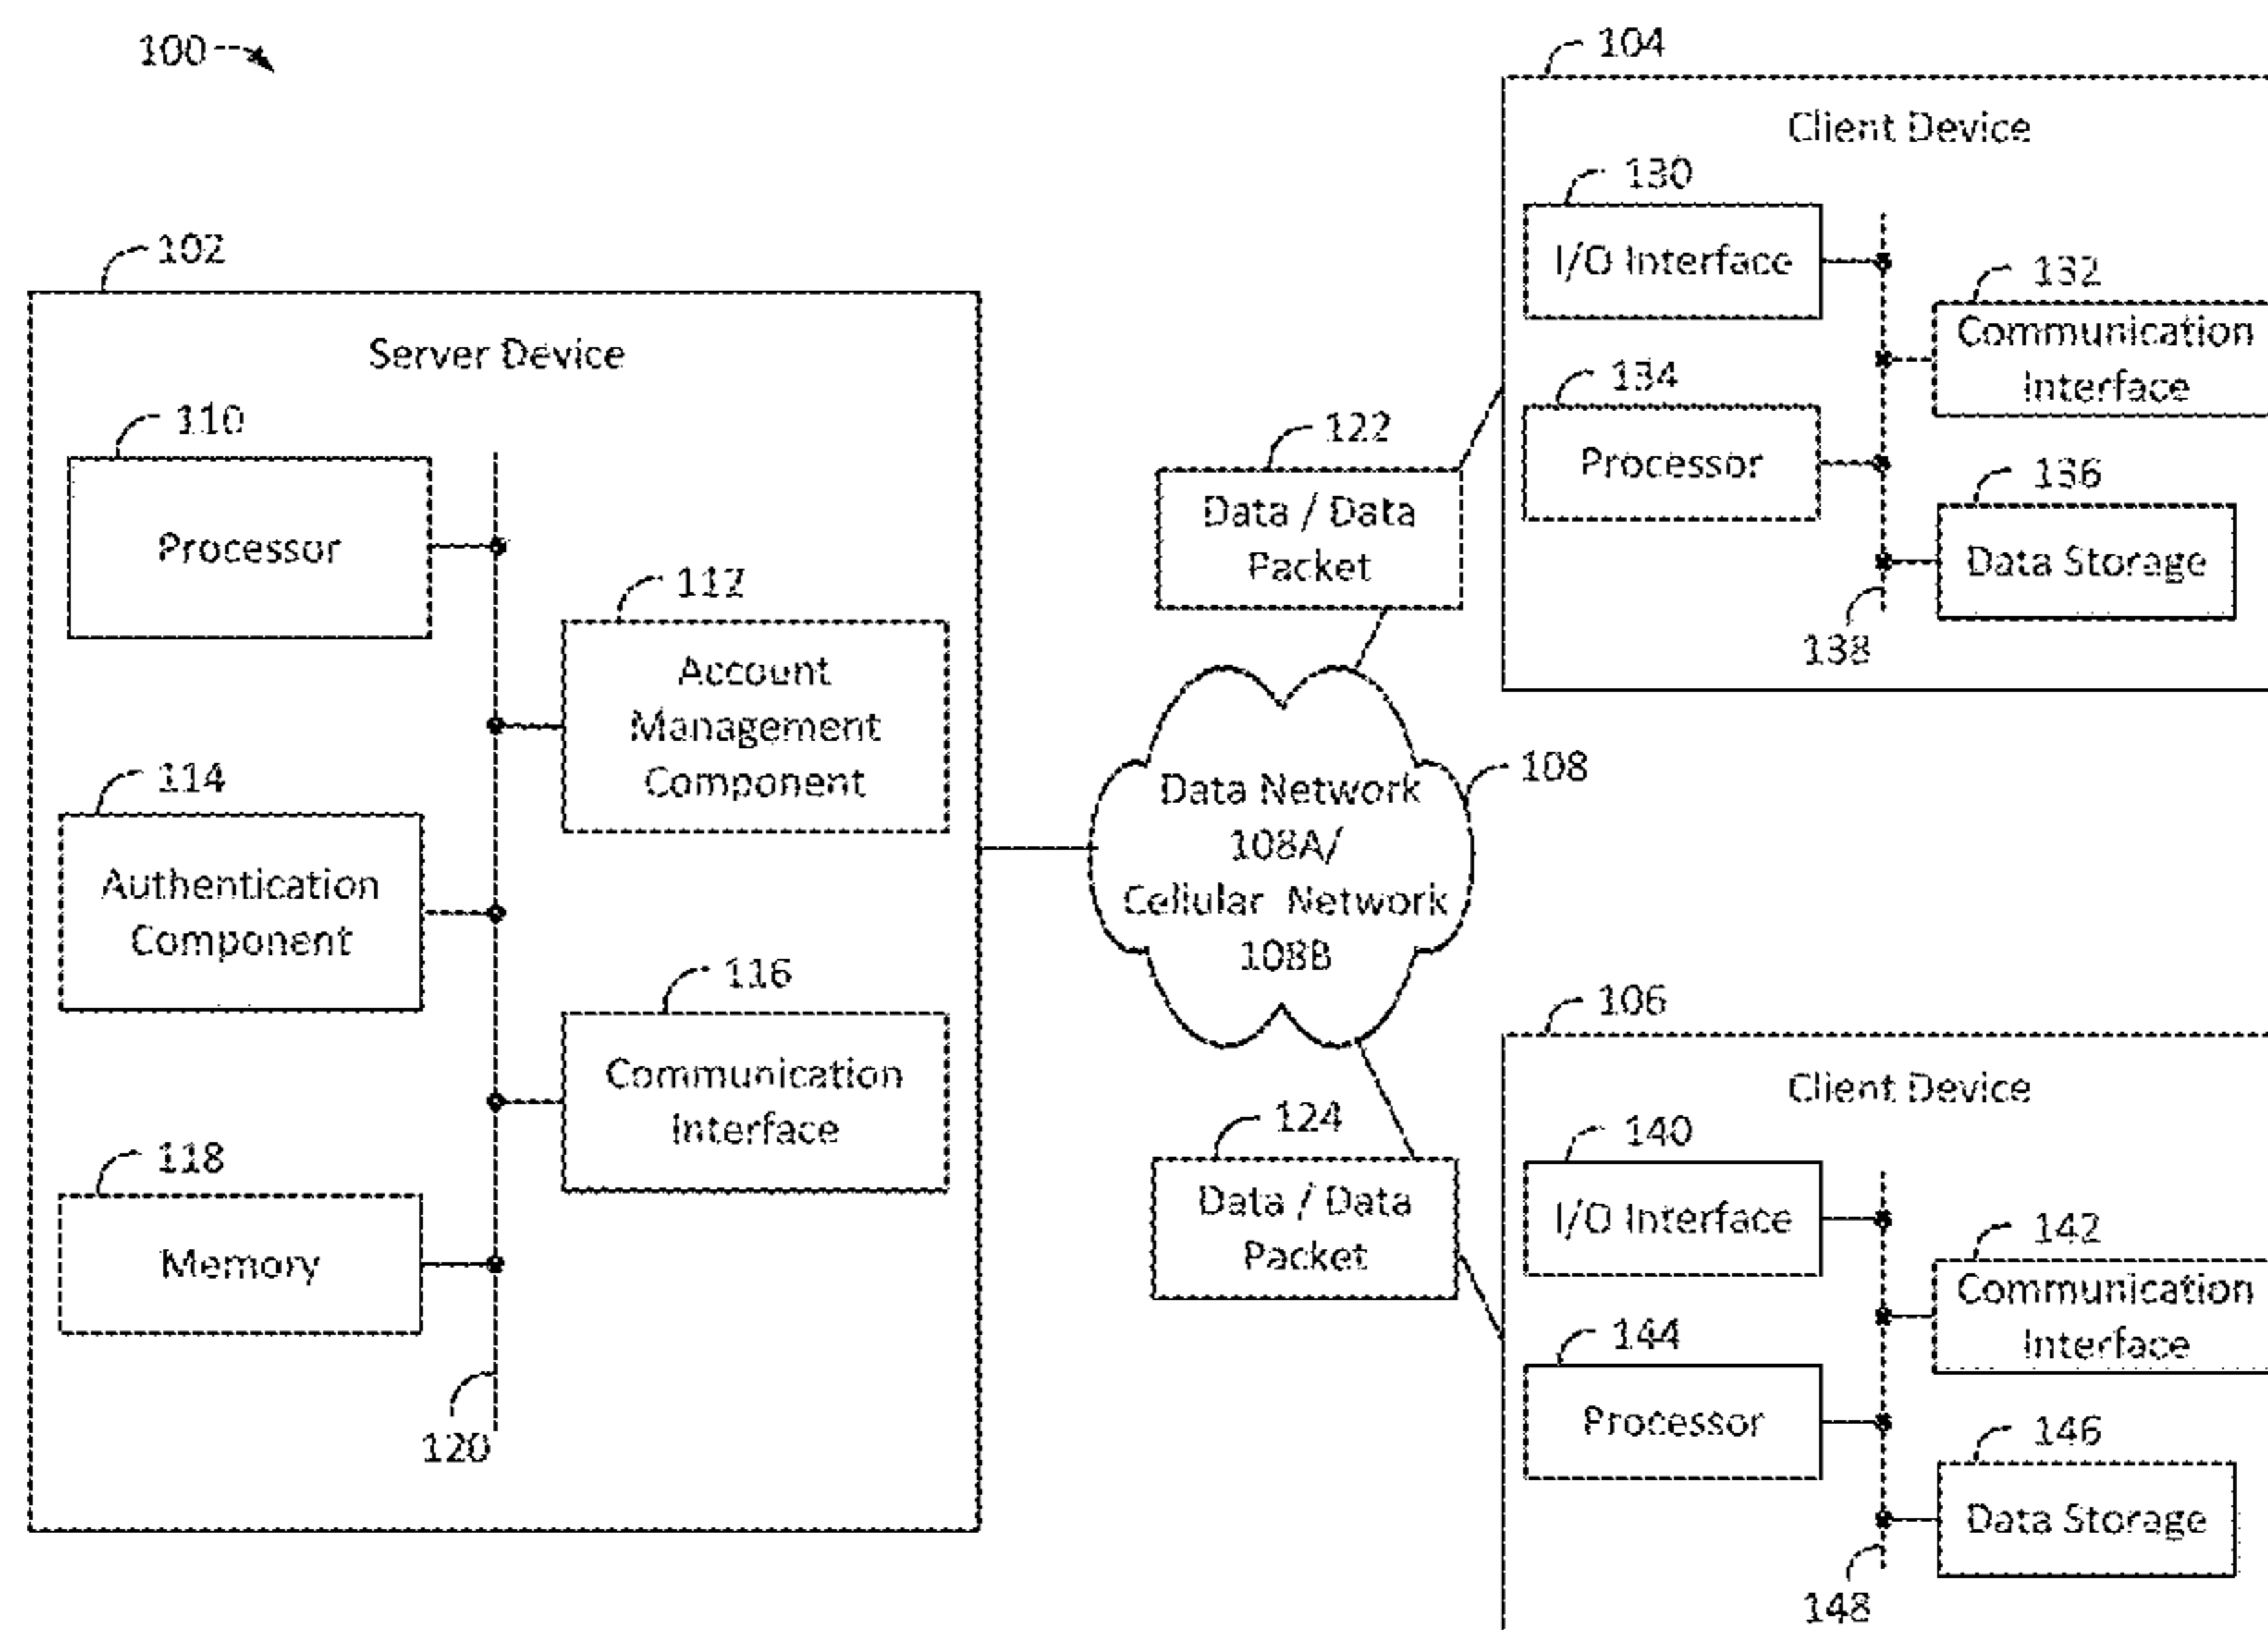 100
102
Server Device
110
Processor
112
Account
Management
Component
114
Authentication
Component
116
Communication
Interface
118
Memory
120
122
Data / Data
Packet
Data Network
108A/
Cellular Network
108B
108
124
Data / Data
Packet
104
Client Device
130
I/O Interface
132
Communication
Interface
134
Processor
136
Data Storage
138
106
Client Device
140
I/O Interface
142
Communication
Interface
144
Processor
146
Data Storage
148